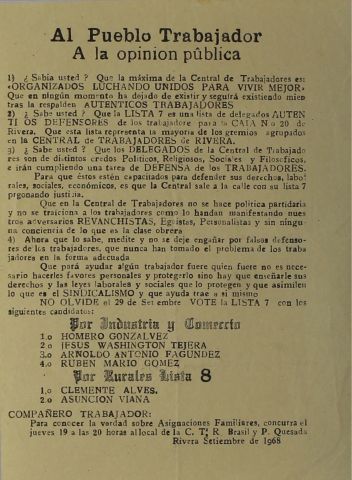 Al Pueblo Trabajador
A la opinion pública
1) ¿ Sabia usted ? Que la máxima de la Central de Trabajadores es:
«ORGANIZADOS LUCHANDO UNIDOS PARA VIVIR MEJOR»
Que en ningún momento ha dejado de existir y seguirá existiendo mien
tras la respalden AUTENTICOS TRABAJADORES
2) ¿ Sabe usted ? Que la LISTA 7 es una lista de delegados AUTEN
TI OS DEFENSORES de los trabajadore para la CAJA N.o 20 de
Rivera. Que esta lista representa la mayoria de los gremios agrupados
en la CENTRAL de TRABAJADORES de RIVERA.
3) ¿ Sabe usted ? Que los DELEGADOS de la Central de Trabajado
res son de distintos credos Politicos, Religiosos, Sociales y Filosoficos,
e irán cumpliendo una tarea de DEFENSA de los TRABAJADORES.
Para que éstos estén capacitados para defender sus derechos, labo
rales, sociales, económicos, es que la Central sale a la calle con su lista 7
prgonando justiria.
Que en la Central de Trabajadores no se hace politica partidaria
y no se traiciona a los trabajadores como lo handan manifestando nues
tros adversarios REVANCHISTAS, Egoistas, Personalistas y sin ningu
na conciencia de lo que es la clase obrera
4) Ahora que lo sabe, medite y no se deje engañar por falsos defenso-
res de los trabajadores, que nunca han tomado el problema de los traba
jadores en la forma adecuada
Que pará ayudar algún trabajador fuere quien fuere no es nece-
sario hacerles favores personales y protegerlo sino hay que enseñarle sus
derechos y las leyes laborales y sociales que lo protegen y que asimilen
lo que es el SINDICALISMO y que ayuda trae a si mismo
NO OLVIDE el 29 de Setiembre VOTE la LISTA 7 con los
siguientes candidatos:
Por Industria y Comercio
1.o HOMERO GONZALVEZ
2.o JESUS WASHINGTON TEJERA
3.o ARNOLDO ANTONIO FAGUNDEZ
4.o RUBEN MARIO GOMEZ
Por Rurales Lista 8
1.o CLEMENTE ALVES.
2.o ASUNCION VIANA
COMPAÑERO TRABAJADOR:
Para conocer la verdad sobre Asignaciones Familiares, concurra el
jueves 19 a las 20 horas al local de la C. T. R Brasil y P. Quesada
Rivera Setiembre de 1968